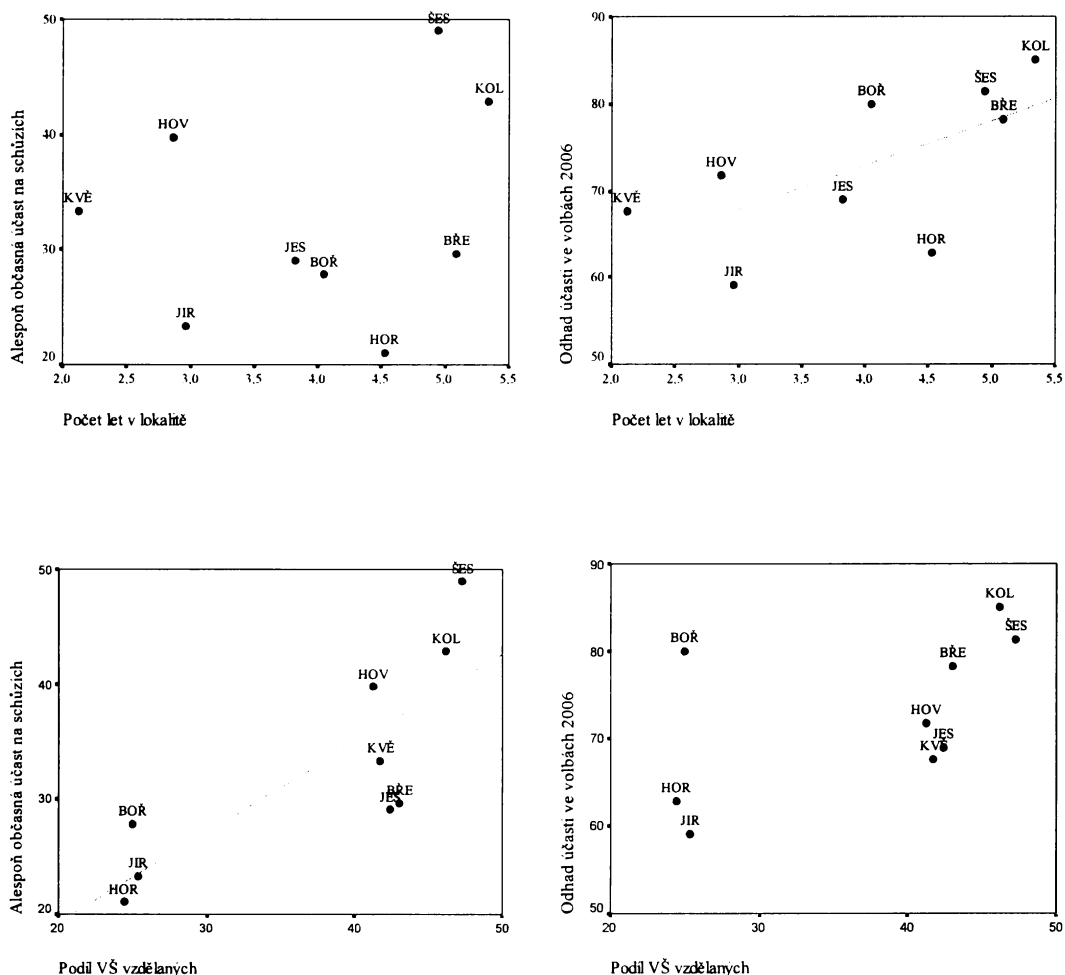 Alespoň občasná účast na schůzích
50
40
30
20
ŠES
KOL
HOV
KVĚ
JES
BOŘ
BŘE
JIR
HOR
2,0
2,5
3,0
3,5
4,0
4,5
5,0
5,5
Počet let v lokalitě
Odhad účasti ve volbách 2006
90
80
70
60
50
KOL
ŠES
BOŘ
BŘE
HOV
JES
KVĚ
HOR
JIR
2,0
2,5
3,0
3,5
4,0
4,5
5,0
5,5
Počet let v lokalitě
Alespoň občasná účast na schůzích
50
40
30
20
ŠES
KOL
HOV
KVĚ
BŘE
JES
BOŘ
JIR
HOR
20
30
40
50
Podíl VŠ vzdělaných
Odhad účasti ve volbách 2006
90
80
70
60
50
KOL
ŠES
BOŘ
BŘE
HOV
JES
KVĚ
HOR
JIR
20
30
40
50
Podíl VŠ vzdělaných